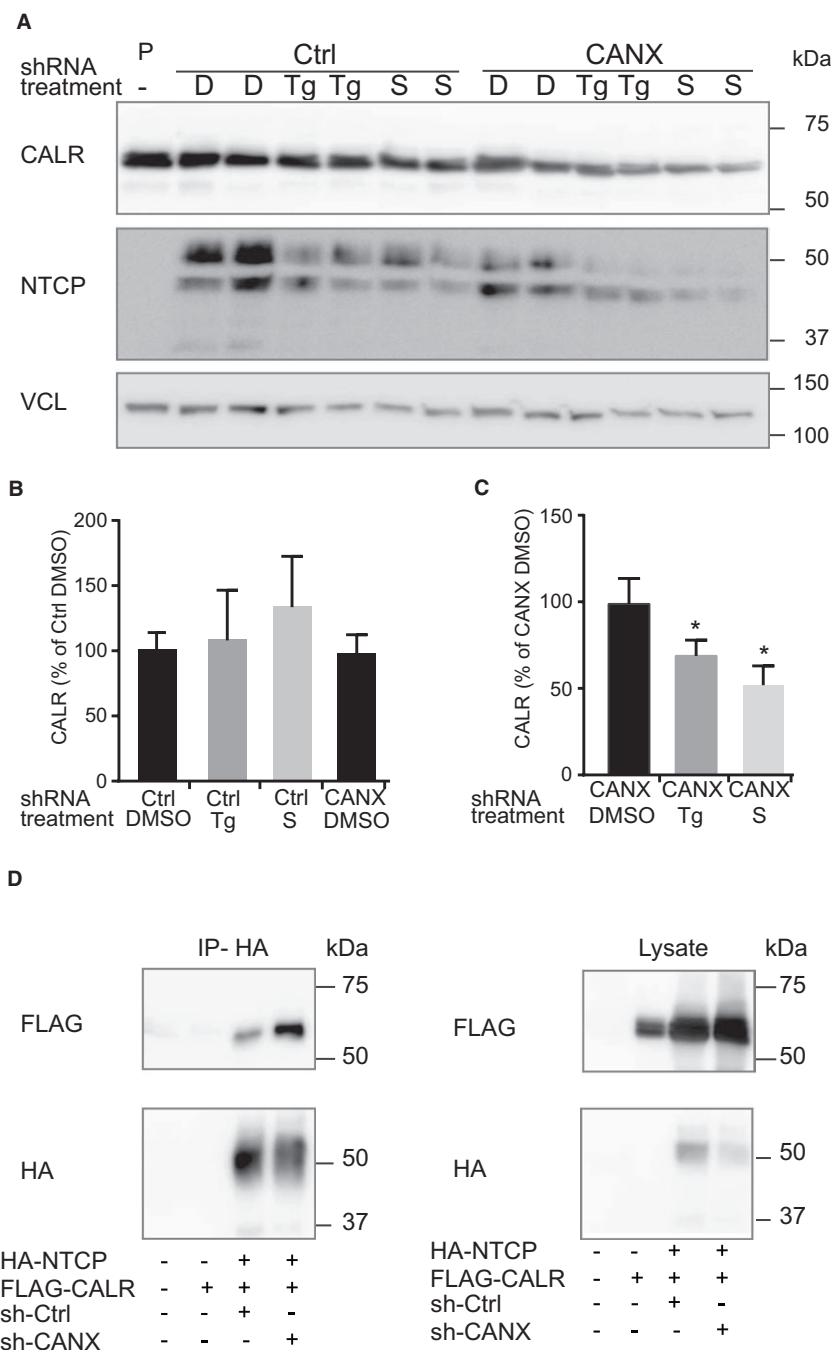 A
P Ctrl CANX kDa
shRNA
treatment - D D Tg Tg S S D D Tg Tg S S
CALR
75
50
NTCP
50
37
VCL
150
100
B
CALR (% of Ctrl DMSO)
200
150
100
50
0
shRNA Ctrl Ctrl Ctrl CANX
treatment DMSO Tg S DMSO
C
CALR (% of CANX DMSO)
150
100
50
0
* *
shRNA CANX CANX CANX
treatment DMSO Tg S
D
IP- HA kDa
FLAG
75
50
HA
50
37
HA-NTCP - - + +
FLAG-CALR - + + +
sh-Ctrl - - + -
sh-CANX - - - +
Lysate kDa
FLAG
75
50
HA
50
37
HA-NTCP - - + +
FLAG-CALR - + + +
sh-Ctrl - - + -
sh-CANX - - - +